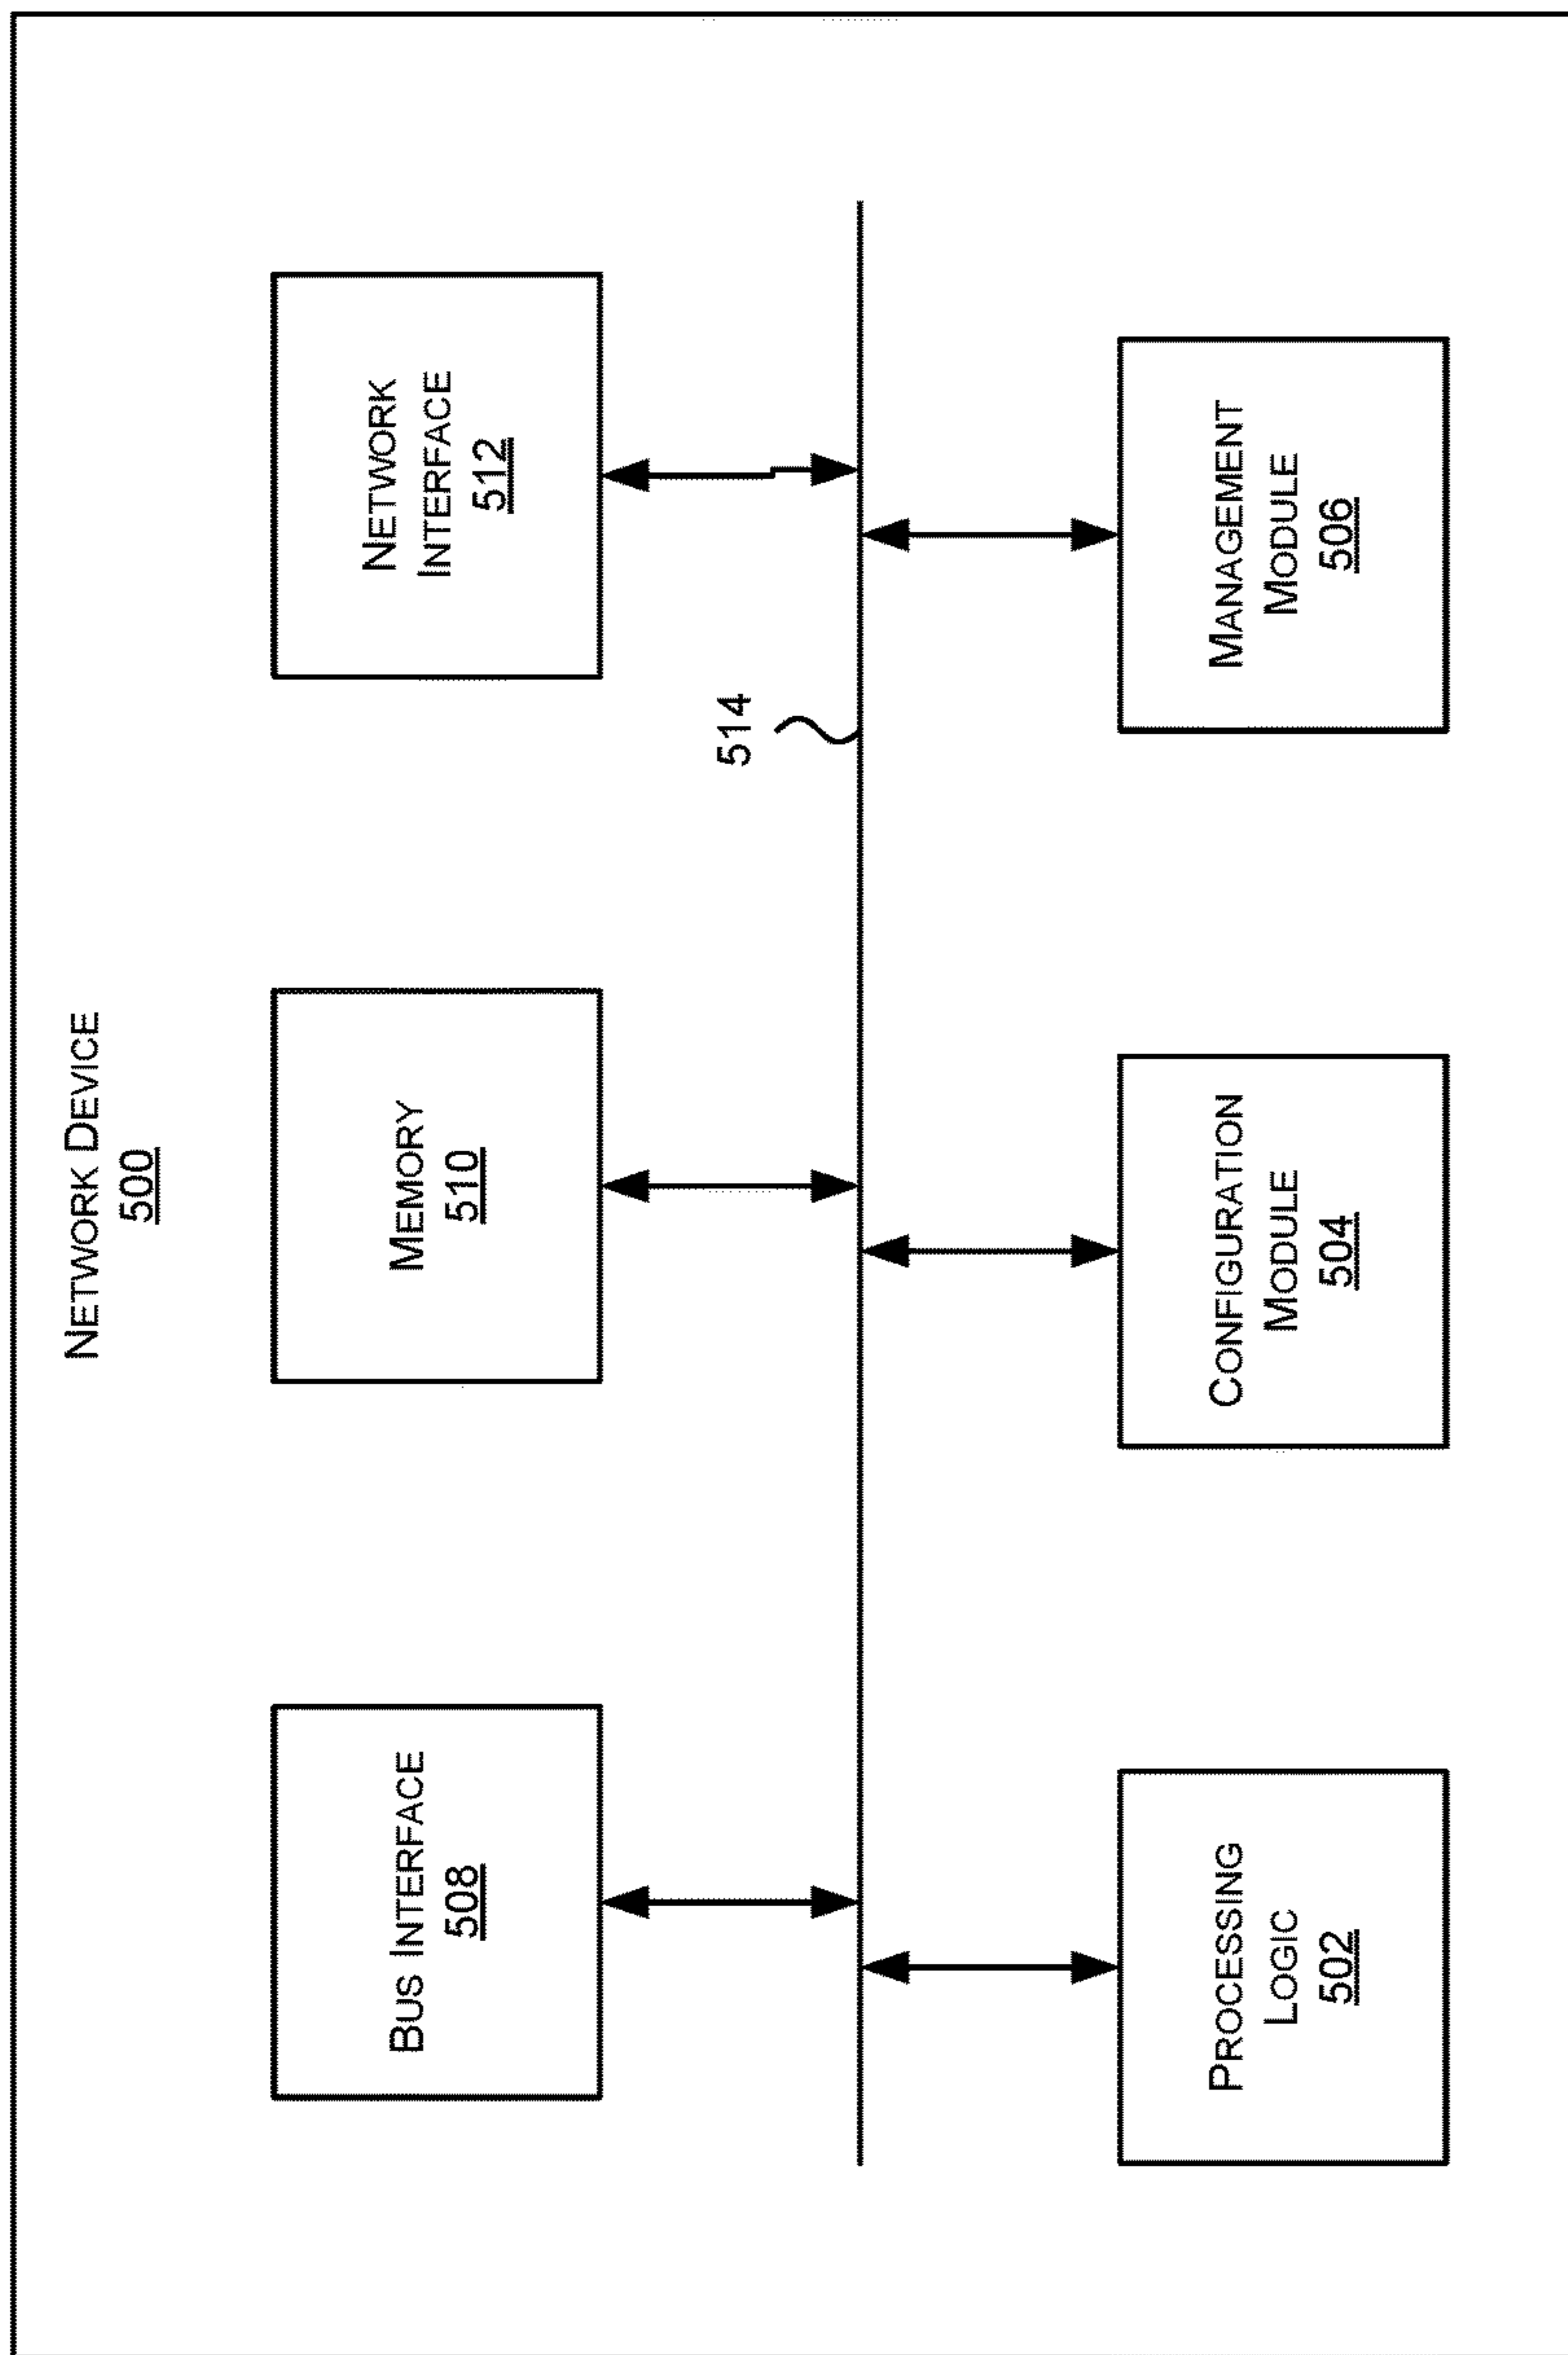 NETWORK DEVICE
500
BUS INTERFACE
508
MEMORY
510
NETWORK
INTERFACE
512
514
PROCESSING
LOGIC
502
CONFIGURATION
MODULE
504
MANAGEMENT
MODULE
506